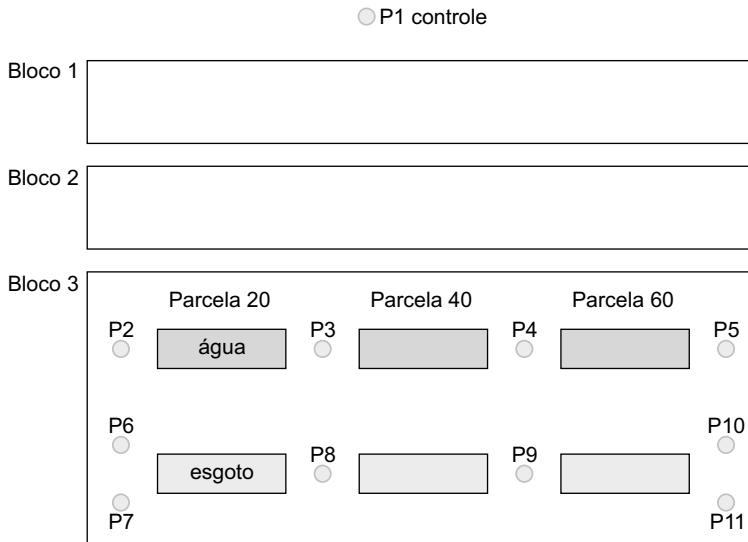 P1 controle
Bloco 1
Bloco 2
Bloco 3
Parcela 20 Parcela 40 Parcela 60
P2 P3 P4 P5
água
P6 P10
P8 P9
esgoto
P7 P11